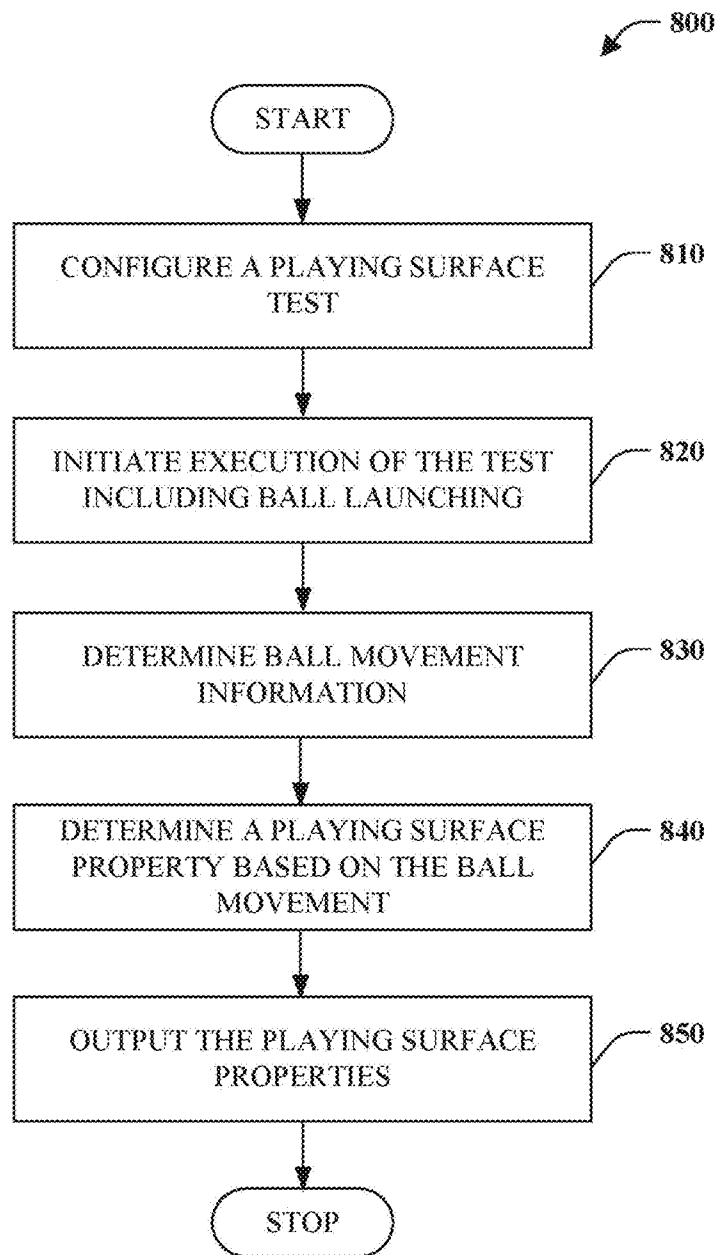 800
START
CONFIGURE A PLAYING SURFACE
TEST
810
INITIATE EXECUTION OF THE TEST
INCLUDING BALL LAUNCHING
820
DETERMINE BALL MOVEMENT
INFORMATION
830
DETERMINE A PLAYING SURFACE
PROPERTY BASED ON THE BALL
MOVEMENT
840
OUTPUT THE PLAYING SURFACE
PROPERTIES
850
STOP